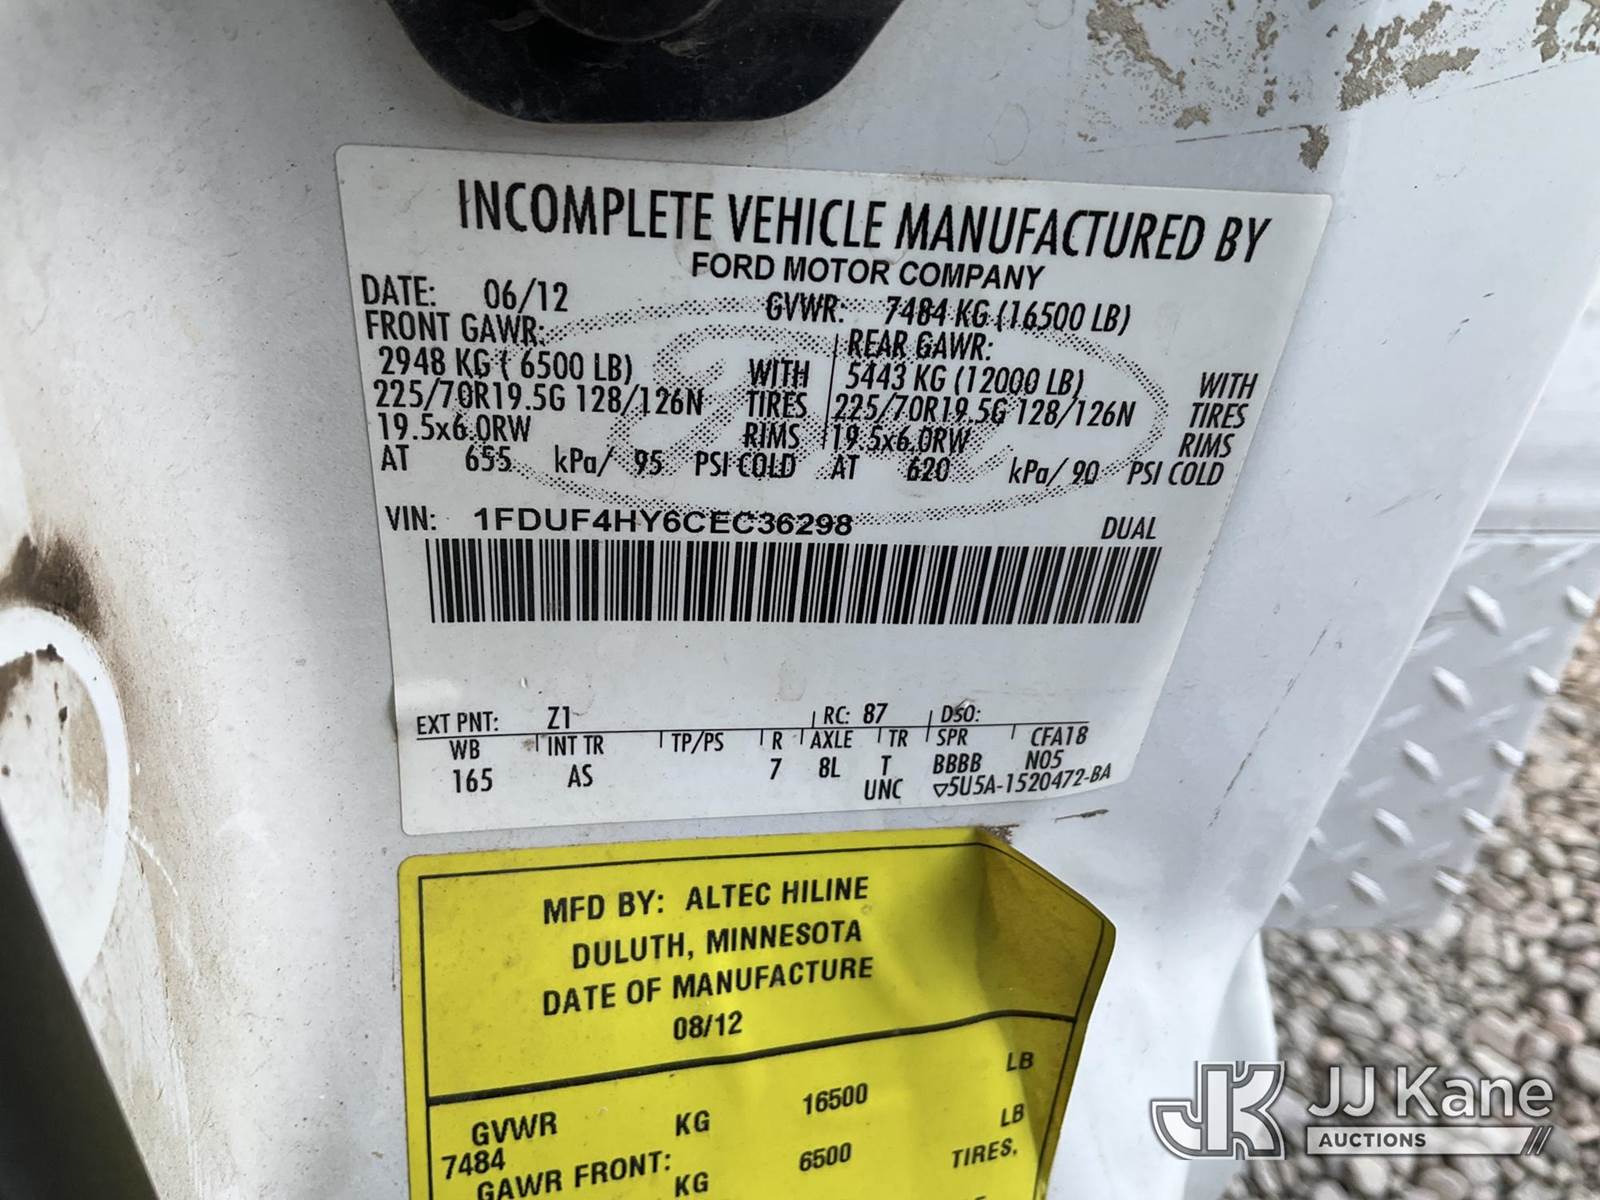 INCOMPLETE VEHICLE MANUFACTURED BY
FORD MOTOR COMPANY
DATE: 06/12 GVWR: 7484 KG (16500 LB)
FRONT GAWR: REAR GAWR:
2948 KG ( 6500 LB) WITH 5443 KG (12000 LB) WITH
225/70R19.5G 128/126N TIRES 225/70R19.5G 128/126N TIRES
19.5x6.0RW RIMS 19.5x6.0RW RIMS
AT 655 kPa/ 95 PSI COLD AT 620 kPa/ 90 PSI COLD
VIN: 1FDUF4HY6CEC36298 DUAL
EXT PNT: Z1 RC: 87 DSO:
WB INT TR TP/PS R AXLE TR SPR CFA18
165 AS 7 8L T BBBB N05
UNC ▽5U5A-1520472-BA
MFD BY: ALTEC HILINE
DULUTH, MINNESOTA
DATE OF MANUFACTURE
08/12
GVWR KG 16500 LB
7484
GAWR FRONT: KG 6500 LB
TIRES,
JK JJ Kane
AUCTIONS